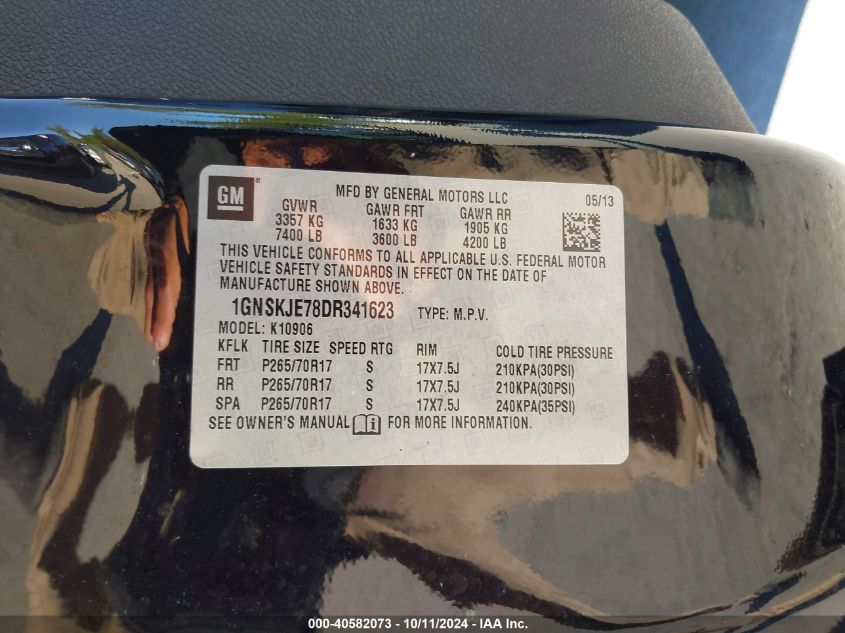 GM
MFD BY GENERAL MOTORS LLC 05/13
GVWR GAWR FRT GAWR RR
3357 KG 1633 KG 1905 KG
7400 LB 3600 LB 4200 LB
THIS VEHICLE CONFORMS TO ALL APPLICABLE U.S. FEDERAL MOTOR
VEHICLE SAFETY STANDARDS IN EFFECT ON THE DATE OF
MANUFACTURE SHOWN ABOVE.
1GNSKJE78DR341623 TYPE: M.P.V.
MODEL: K10906
KFLK TIRE SIZE SPEED RTG RIM COLD TIRE PRESSURE
FRT P265/70R17 S 17X7.5J 210KPA(30PSI)
RR P265/70R17 S 17X7.5J 210KPA(30PSI)
SPA P265/70R17 S 17X7.5J 240KPA(35PSI)
SEE OWNER'S MANUAL FOR MORE INFORMATION.
000-40582073 - 10/11/2024 - IAA Inc.